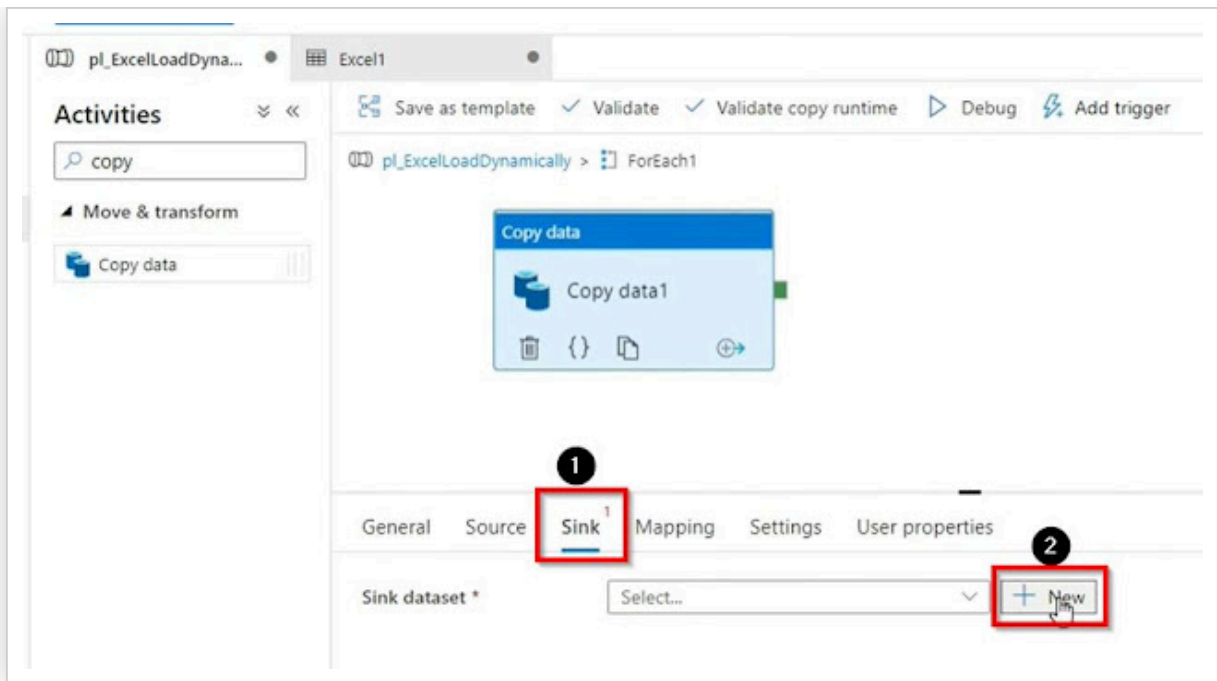 pl_ExcelLoadDyna...
Excel1
Activities
copy
Move & transform
Copy data
Save as template
Validate
Validate copy runtime
Debug
Add trigger
pl_ExcelLoadDynamically > ForEach1
Copy data
Copy data1
{}
1
General
Source
Sink 1
Mapping
Settings
User properties
2
Sink dataset *
Select...
+ New